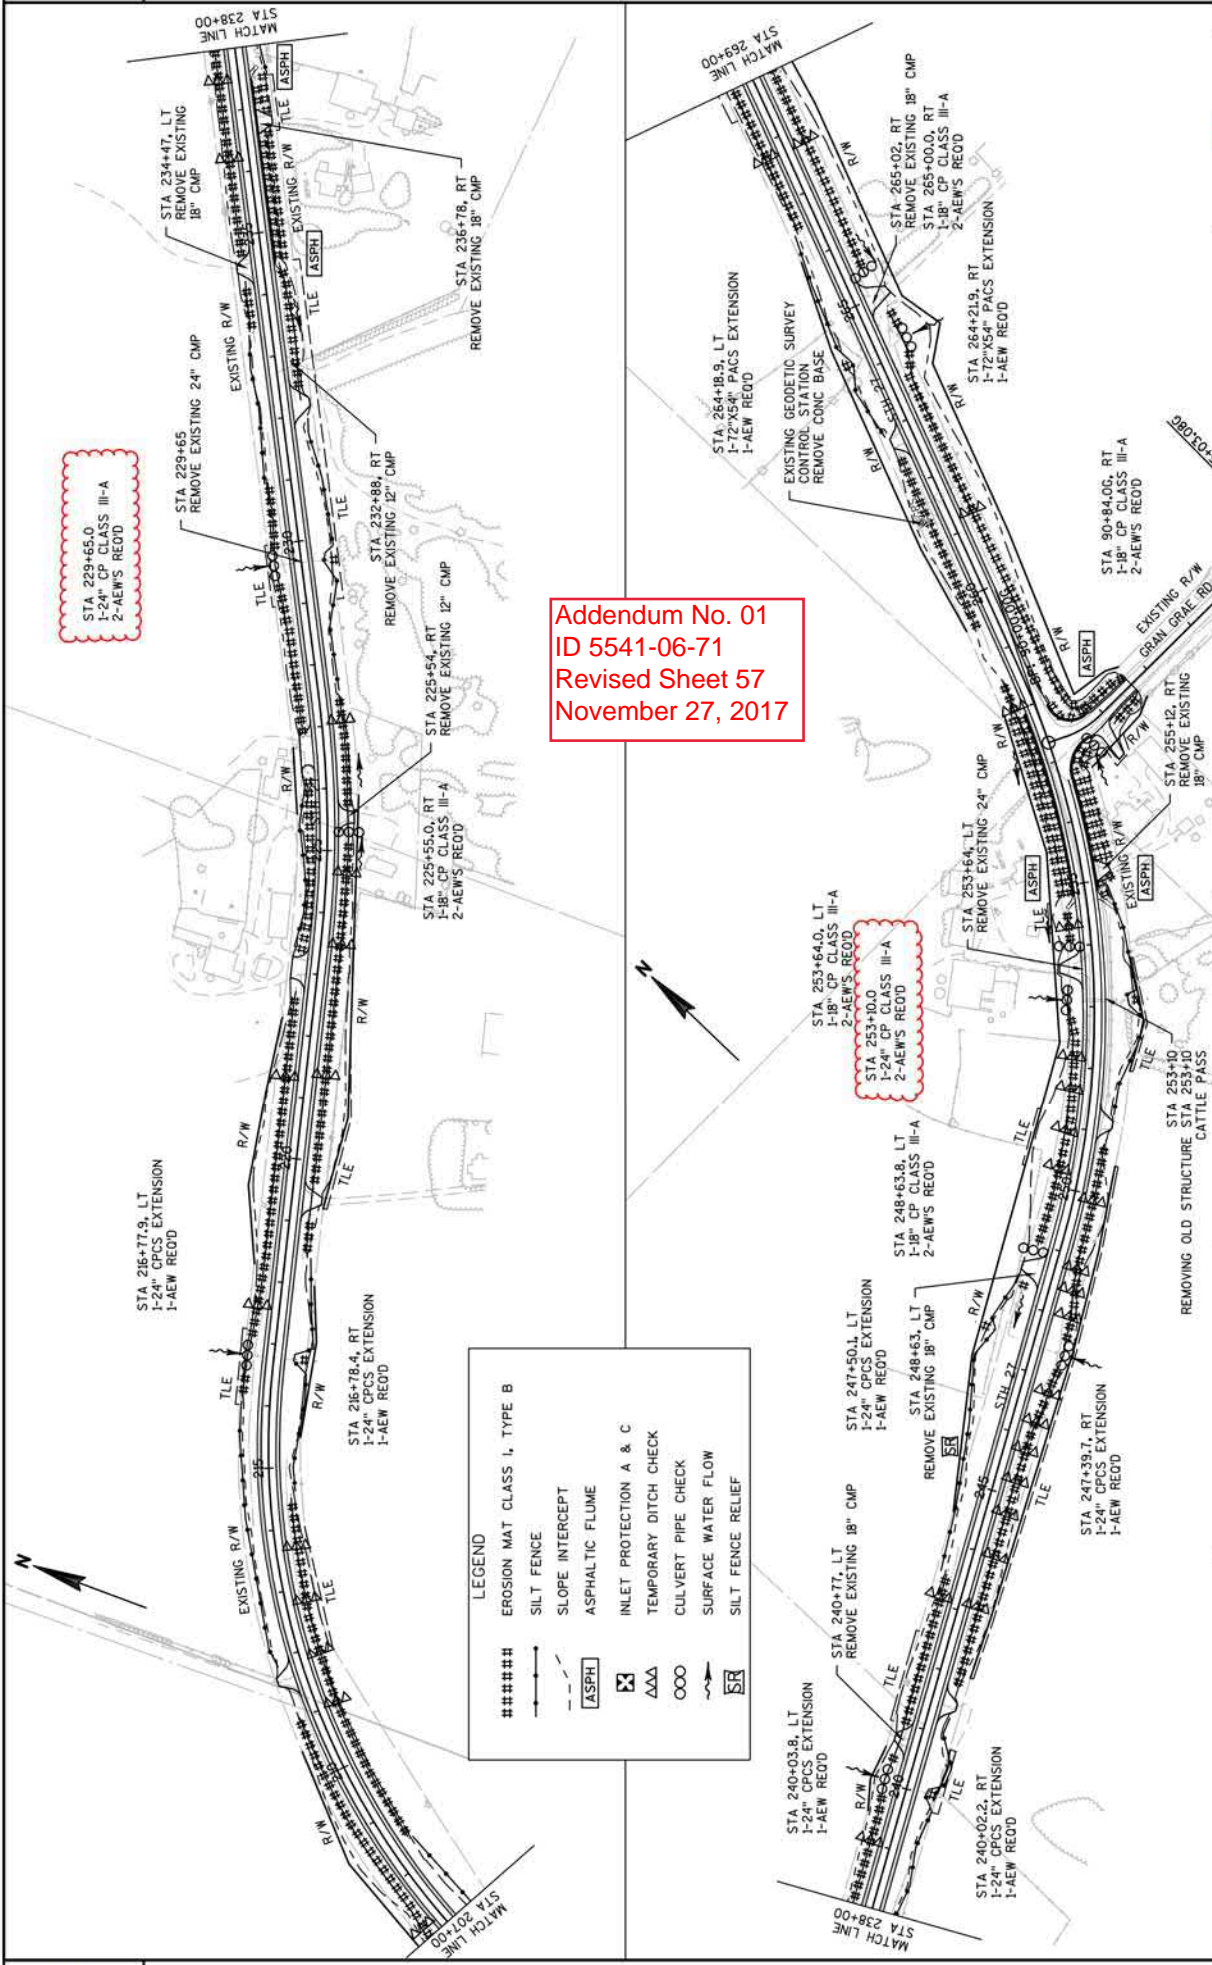 MATCH LINE
STA 207+00
R/W
210
EXISTING R/W
TLE
215
TLE
R/W
STA 216+77.9, LT
1-24" CPCS EXTENSION
1-AEW REQ'D
STA 216+78.4, RT
1-24" CPCS EXTENSION
1-AEW REQ'D
R/W
220
TLE
R/W
STA 225+55.0, RT
1-18" CP CLASS III-A
2-AEW'S REQ'D
225
R/W
STA 225+54, RT
REMOVE EXISTING 12" CMP
STA 229+65.0
1-24" CP CLASS III-A
2-AEW'S REQ'D
TLE
230
TLE
STA 229+65
REMOVE EXISTING 24" CMP
STA 232+88, RT
REMOVE EXISTING 12" CMP
EXISTING R/W
TLE
ASPH
235
EXISTING R/W
STA 234+47, LT
REMOVE EXISTING
18" CMP
STA 236+78, RT
REMOVE EXISTING 18" CMP
TLE
ASPH
MATCH LINE
STA 238+00
N
LEGEND
EROSION MAT CLASS I, TYPE B
SILT FENCE
SLOPE INTERCEPT
ASPH
ASPHALTIC FLUME
INLET PROTECTION A & C
TEMPORARY DITCH CHECK
CULVERT PIPE CHECK
SURFACE WATER FLOW
SR
SILT FENCE RELIEF
Addendum No. 01
ID 5541-06-71
Revised Sheet 57
November 27, 2017
N
MATCH LINE
STA 238+00
STA 240+03.8, LT
1-24" CPCS EXTENSION
1-AEW REQ'D
R/W
240
STA 240+02.2, RT
1-24" CPCS EXTENSION
1-AEW REQ'D
TLE
TLE
STA 240+77, LT
REMOVE EXISTING 18" CMP
SR
245
STH 27
TLE
STA 247+50.1, LT
1-24" CPCS EXTENSION
1-AEW REQ'D
STA 248+63, LT
REMOVE EXISTING 18" CMP
STA 247+39.7, RT
1-24" CPCS EXTENSION
1-AEW REQ'D
R/W
STA 248+63.8, LT
1-18" CP CLASS III-A
2-AEW'S REQ'D
TLE
250
STA 253+10
REMOVING OLD STRUCTURE STA 253+10
CATTLE PASS
TLE
STA 253+10.0
1-24" CP CLASS III-A
2-AEW'S REQ'D
STA 253+64.0, LT
1-18" CP CLASS III-A
2-AEW'S REQ'D
STA 253+64, LT
REMOVE EXISTING 24" CMP
TLE
ASPH
255
ASPH
EXISTING R/W
STA 255+12, RT
REMOVE EXISTING
18" CMP
R/W
R/W
GRAN GRAE RD
EXISTING R/W
ASPH
R/W
STA 90+84.0G, RT
1-18" CP CLASS III-A
2-AEW'S REQ'D
260
EXISTING GEODETIC SURVEY
CONTROL STATION
REMOVE CONC BASE
R/W
STH 27
R/W
STA 264+18.9, LT
1-72"X54" PACS EXTENSION
1-AEW REQ'D
STA 264+21.9, RT
1-72"X54" PACS EXTENSION
1-AEW REQ'D
265
STA 265+02, RT
REMOVE EXISTING 18" CMP
STA 265+00.0, RT
1-18" CP CLASS III-A
2-AEW'S REQ'D
R/W
MATCH LINE
STA 269+00